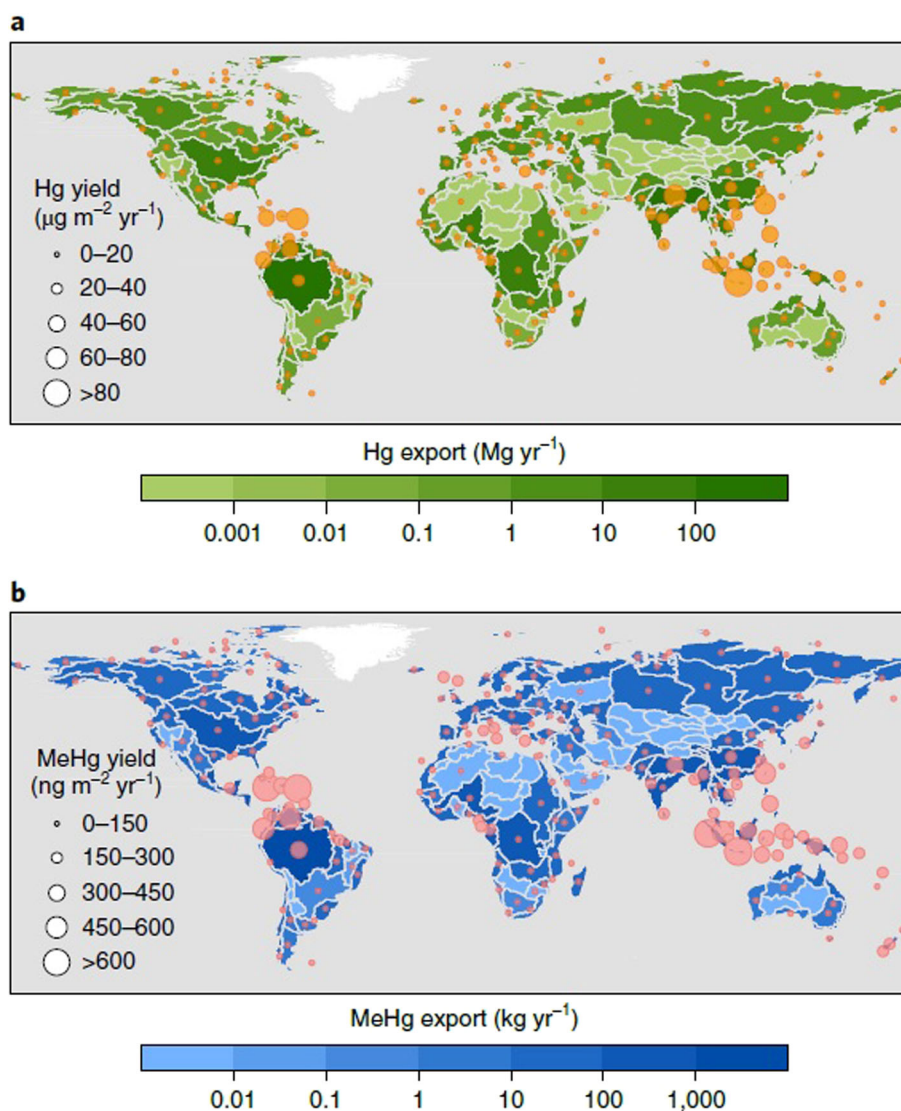 a
Hg yield
(µg m⁻² yr⁻¹)
0–20
20–40
40–60
60–80
>80
Hg export (Mg yr⁻¹)
0.001 0.01 0.1 1 10 100
b
MeHg yield
(ng m⁻² yr⁻¹)
0–150
150–300
300–450
450–600
>600
MeHg export (kg yr⁻¹)
0.01 0.1 1 10 100 1,000